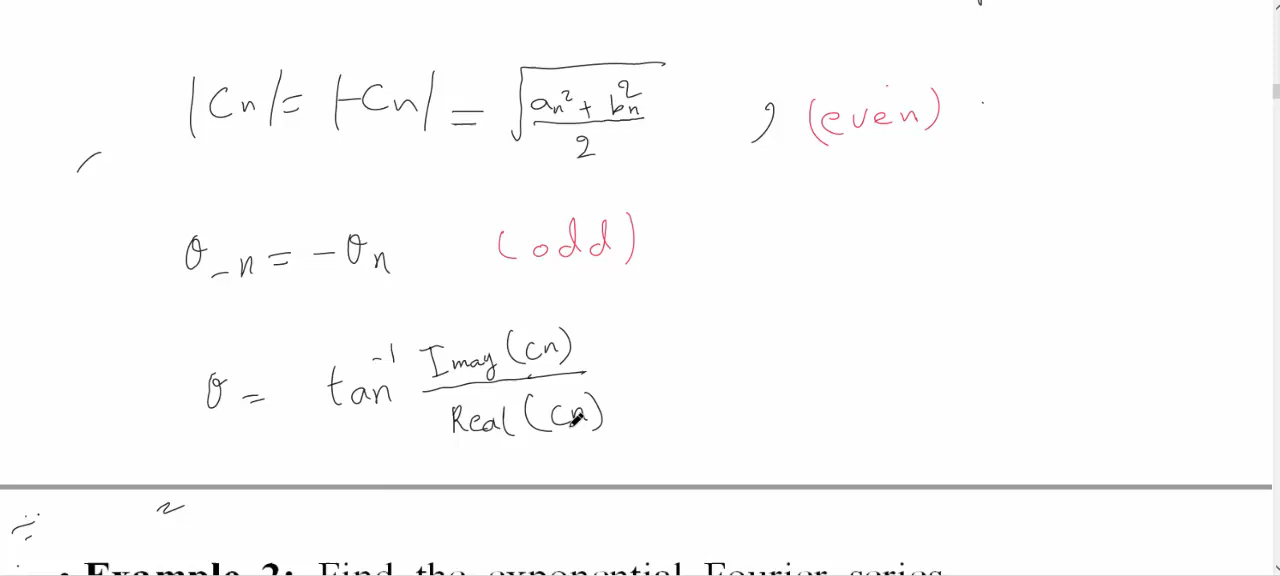 |Cn| = |-Cn| = √((an² + bn²)/2) , (even)
θ_-n = -θn (odd)
θ = tan⁻¹ Imag(Cn) / Real(Cn)
• Example 2: Find the exponential Fourier series